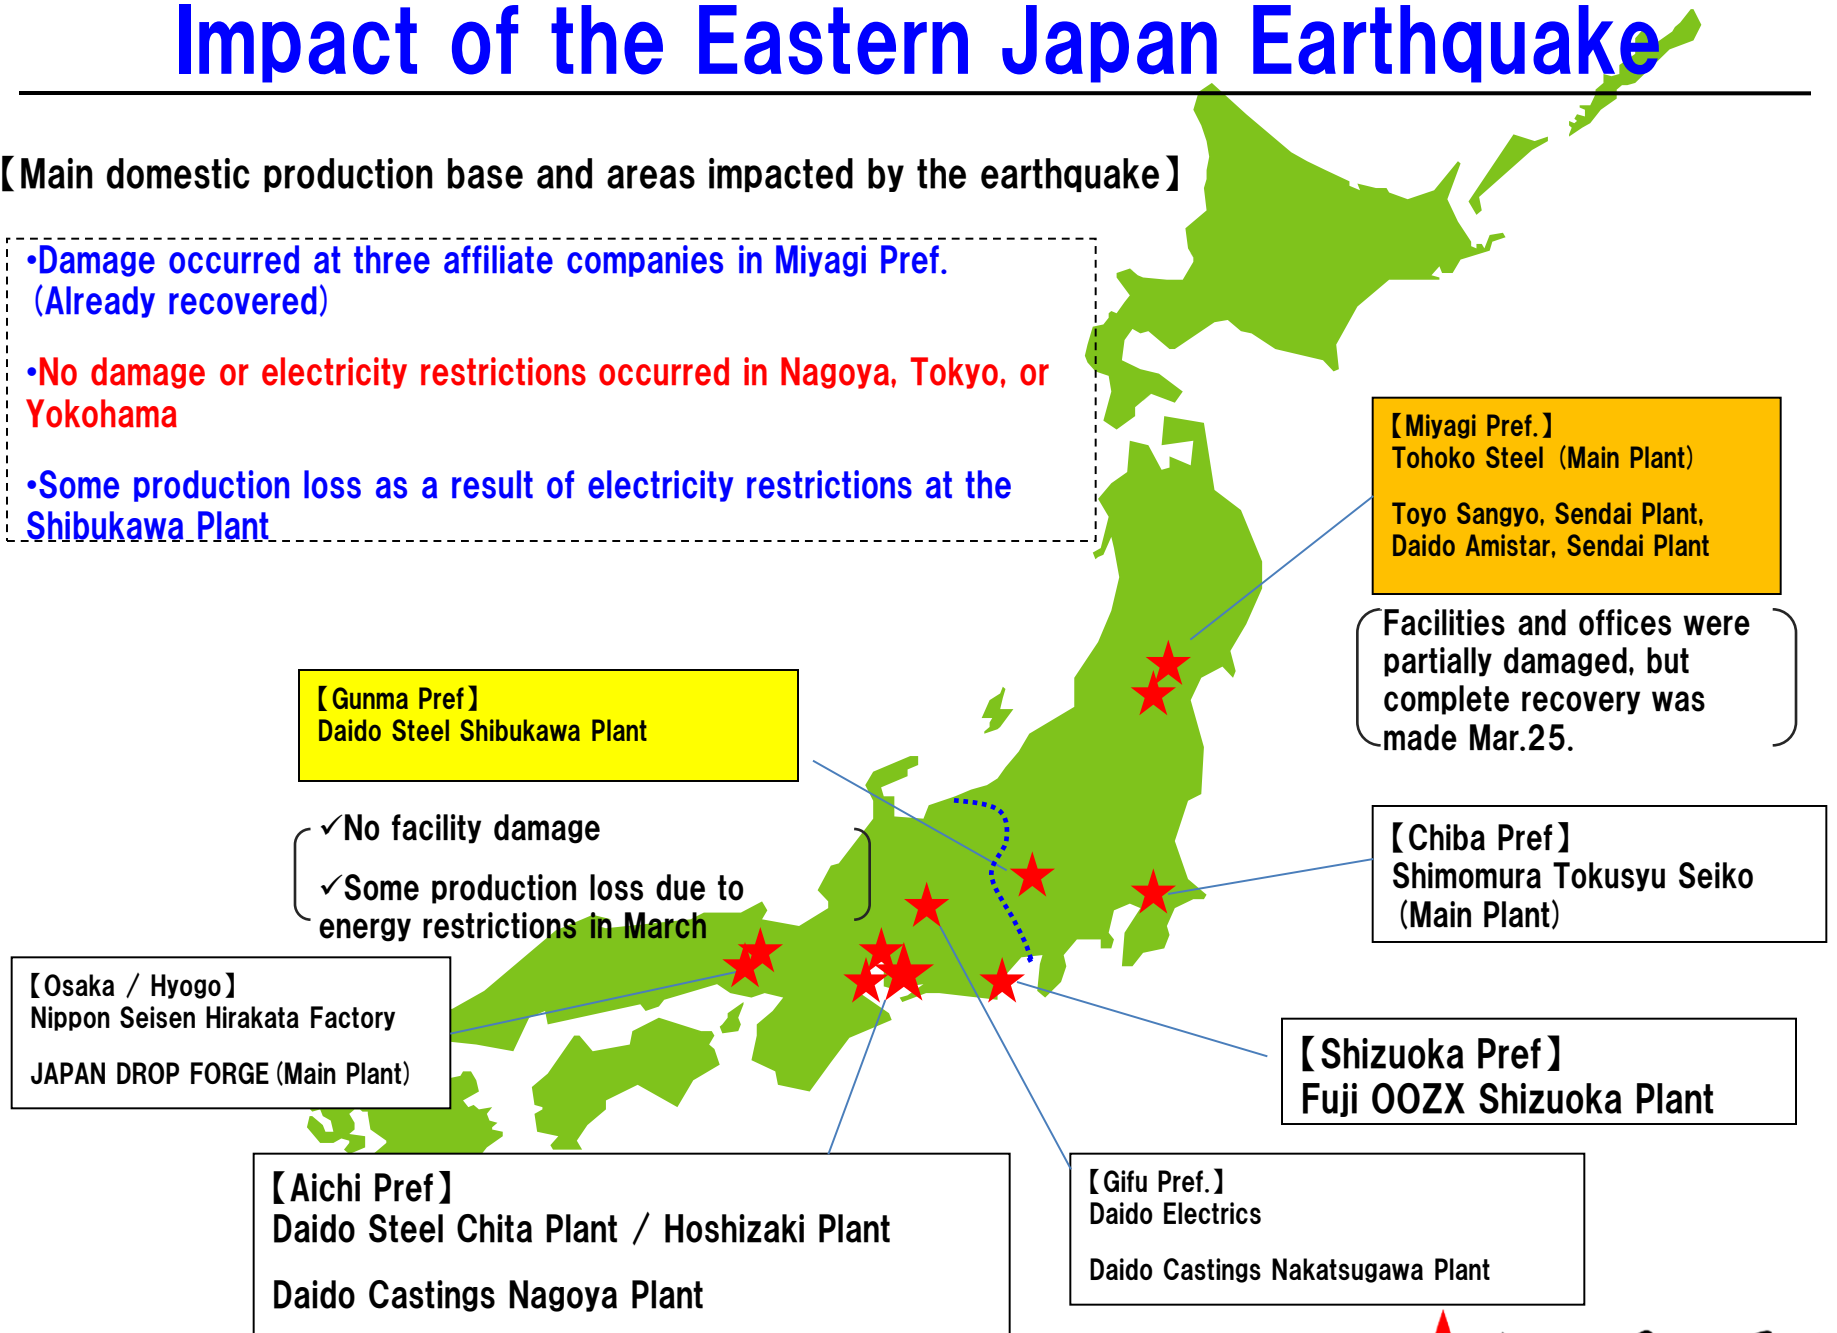 Impact of the Eastern Japan Earthquake
【Main domestic production base and areas impacted by the earthquake】
•Damage occurred at three affiliate companies in Miyagi Pref.
(Already recovered)
•No damage or electricity restrictions occurred in Nagoya, Tokyo, or
Yokohama
•Some production loss as a result of electricity restrictions at the
Shibukawa Plant
【Miyagi Pref.】
Tohoko Steel (Main Plant)
Toyo Sangyo, Sendai Plant,
Daido Amistar, Sendai Plant
Facilities and offices were
partially damaged, but
complete recovery was
made Mar.25.
【Gunma Pref】
Daido Steel Shibukawa Plant
✓No facility damage
✓Some production loss due to
energy restrictions in March
【Chiba Pref】
Shimomura Tokusyu Seiko
(Main Plant)
【Osaka / Hyogo】
Nippon Seisen Hirakata Factory
JAPAN DROP FORGE (Main Plant)
【Shizuoka Pref】
Fuji OOZX Shizuoka Plant
【Aichi Pref】
Daido Steel Chita Plant / Hoshizaki Plant
Daido Castings Nagoya Plant
【Gifu Pref.】
Daido Electrics
Daido Castings Nakatsugawa Plant